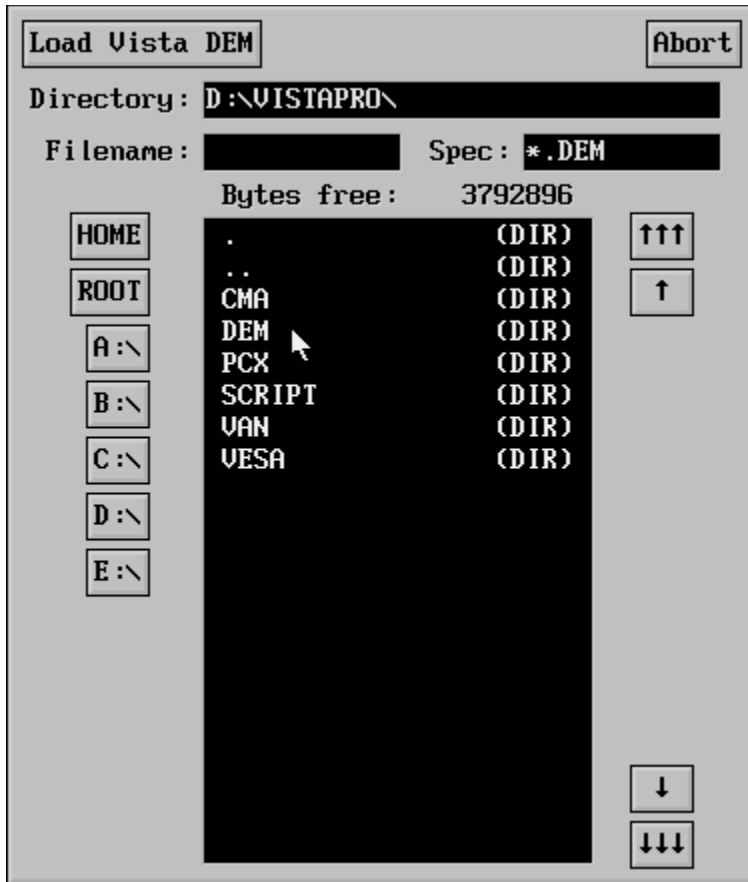 Load Vista DEM Abort
Directory: D:\VISTAPRO\
Filename: Spec: *.DEM
Bytes free: 3792896
HOME . (DIR) ↑↑↑
.. (DIR)
ROOT CMA (DIR) ↑
A:\ DEM (DIR)
PCX (DIR)
B:\ SCRIPT (DIR)
VAN (DIR)
C:\ VESA (DIR)
D:\
E:\
↓
↓↓↓